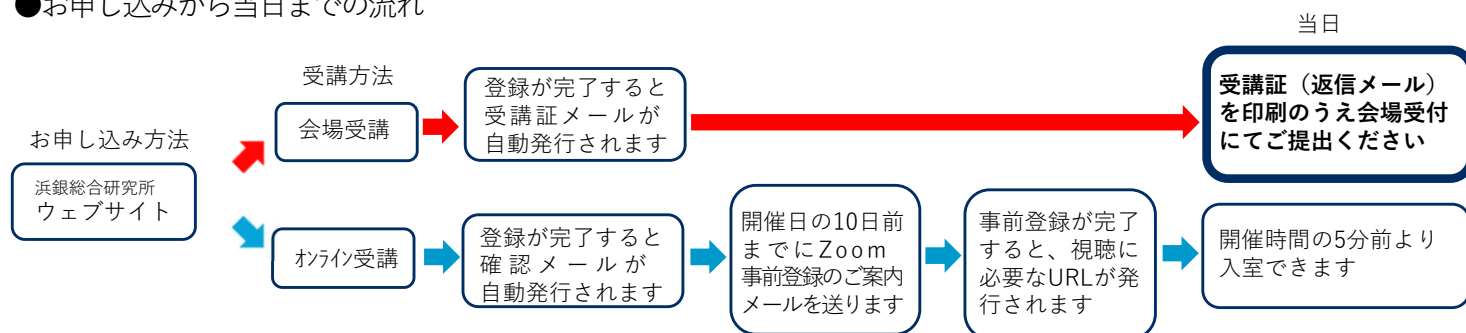 ●お申し込みから当日までの流れ
お申し込み方法
浜銀総合研究所
ウェブサイト
受講方法
会場受講
登録が完了すると
受講証メールが
自動発行されます
当日
受講証（返信メール）
を印刷のうえ会場受付
にてご提出ください
オンライン受講
登録が完了すると
確認メールが
自動発行されます
開催日の10日前
までにZoom
事前登録のご案内
メールを送ります
事前登録が完了
すると、視聴に
必要なURLが発
行されます
開催時間の5分前より
入室できます